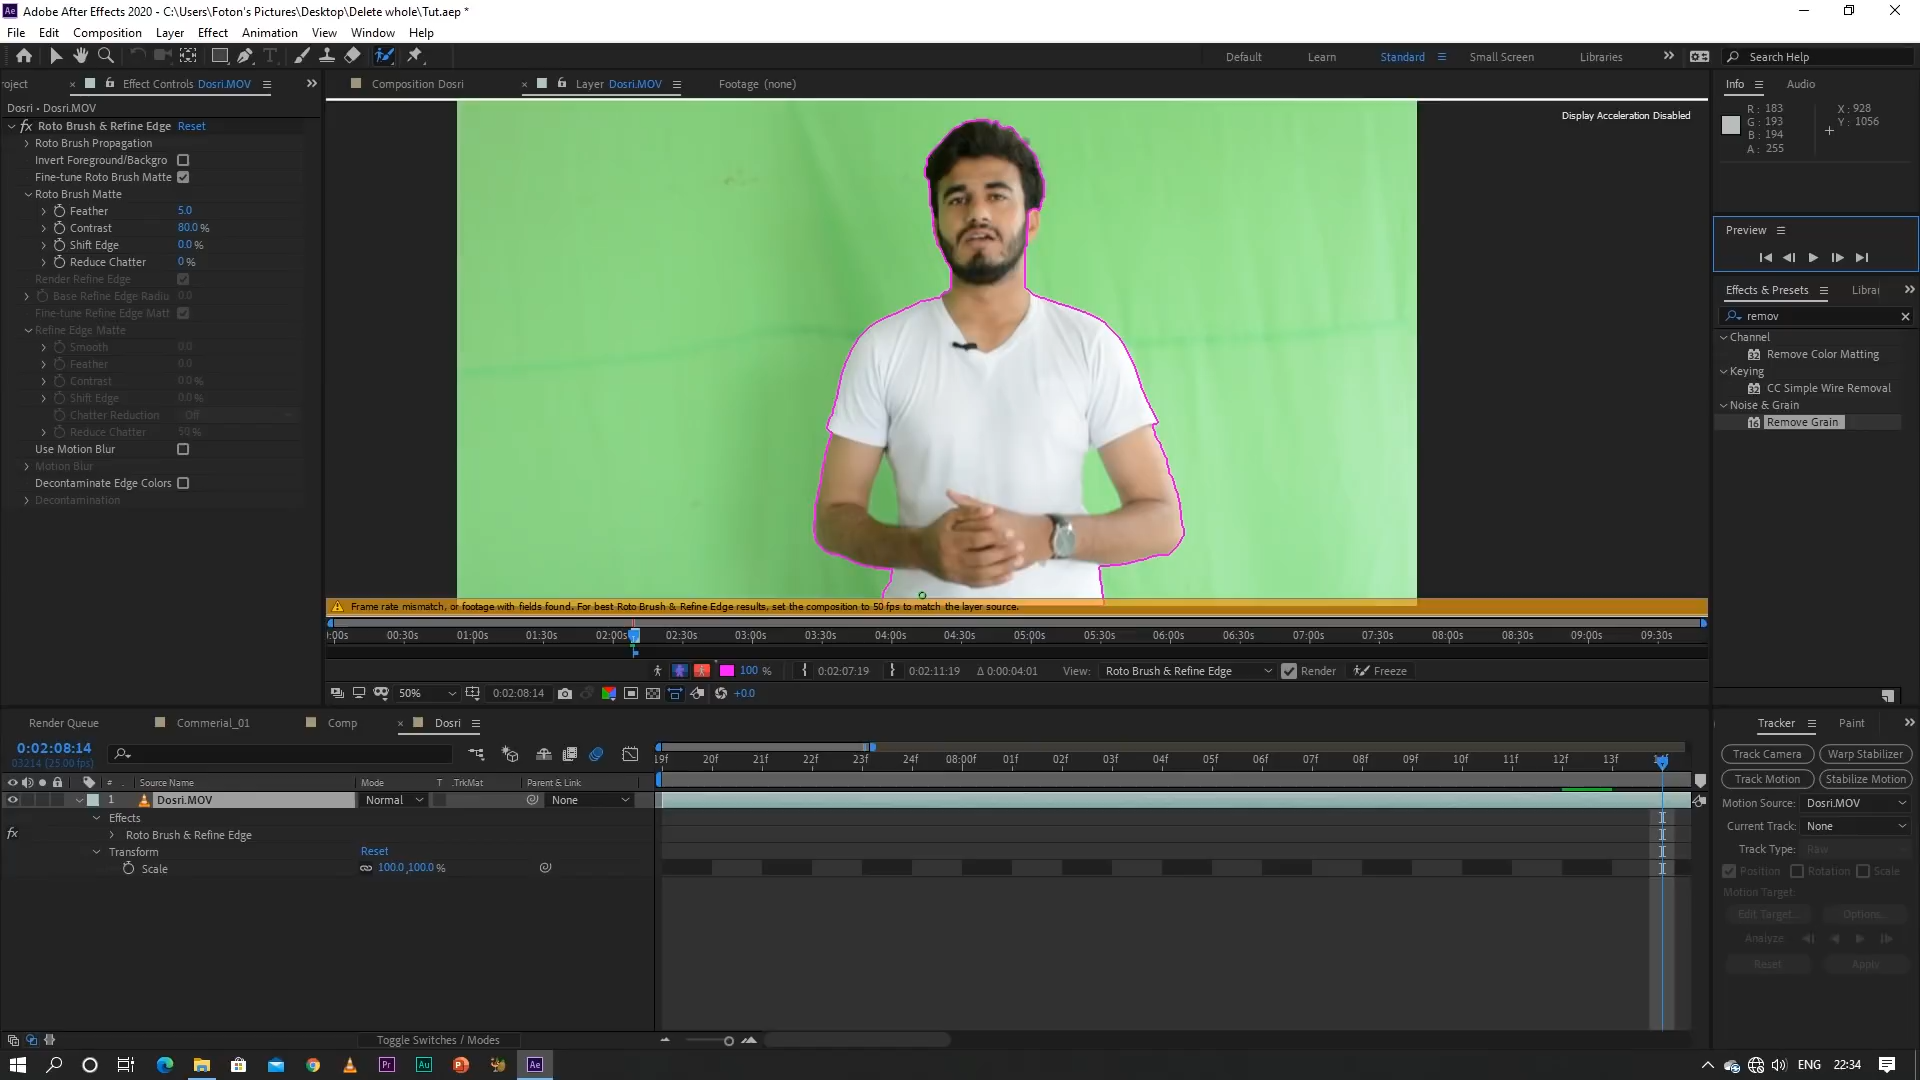 Adobe After Effects 2020 - C:\Users\Foton's Pictures\Desktop\Delete whole\Tut.aep *
File Edit Composition Layer Effect Animation View Window Help
Default Learn Standard Small Screen Libraries Search Help
roject Effect Controls Dosri.MOV Composition Dosri Layer Dosri.MOV Footage (none) Info Audio
Dosri • Dosri.MOV
fx Roto Brush & Refine Edge Reset
Roto Brush Propagation
Invert Foreground/Backgro
Fine-tune Roto Brush Matte
Roto Brush Matte
Feather 5.0
Contrast 80.0 %
Shift Edge 0.0 %
Reduce Chatter 0 %
Render Refine Edge
Base Refine Edge Radiu 0.0
Fine-tune Refine Edge Matt
Refine Edge Matte
Smooth 0.0
Feather 0.0
Contrast 0.0 %
Shift Edge 0.0 %
Chatter Reduction Off
Reduce Chatter 50 %
Use Motion Blur
Motion Blur
Decontaminate Edge Colors
Decontamination
Display Acceleration Disabled
R : 183 X : 928
G : 193 Y : 1056
B : 194
A : 255
Preview
Effects & Presets Librar
remov
Channel
32 Remove Color Matting
Keying
32 CC Simple Wire Removal
Noise & Grain
16 Remove Grain
Frame rate mismatch, or footage with fields found. For best Roto Brush & Refine Edge results, set the composition to 50 fps to match the layer source.
:00s 00:30s 01:00s 01:30s 02:00s 02:30s 03:00s 03:30s 04:00s 04:30s 05:00s 05:30s 06:00s 06:30s 07:00s 07:30s 08:00s 08:30s 09:00s 09:30s
100 % 0:02:07:19 0:02:11:19 Δ 0:00:04:01 View: Roto Brush & Refine Edge Render Freeze
50% 0:02:08:14 +0.0
Render Queue Commerial_01 Comp Dosri
0:02:08:14
03214 (25.00 fps)
19f 20f 21f 22f 23f 24f 08:00f 01f 02f 03f 04f 05f 06f 07f 08f 09f 10f 11f 12f 13f
# Source Name Mode T .TrkMat Parent & Link
1 Dosri.MOV Normal None
Effects
fx Roto Brush & Refine Edge
Transform Reset
Scale 100.0,100.0 %
Toggle Switches / Modes
Tracker Paint
Track Camera Warp Stabilizer
Track Motion Stabilize Motion
Motion Source: Dosri.MOV
Current Track: None
Track Type: Raw
Position Rotation Scale
Motion Target:
Edit Target... Options...
Analyze
Reset Apply
Pr Au P Ae ENG 22:34